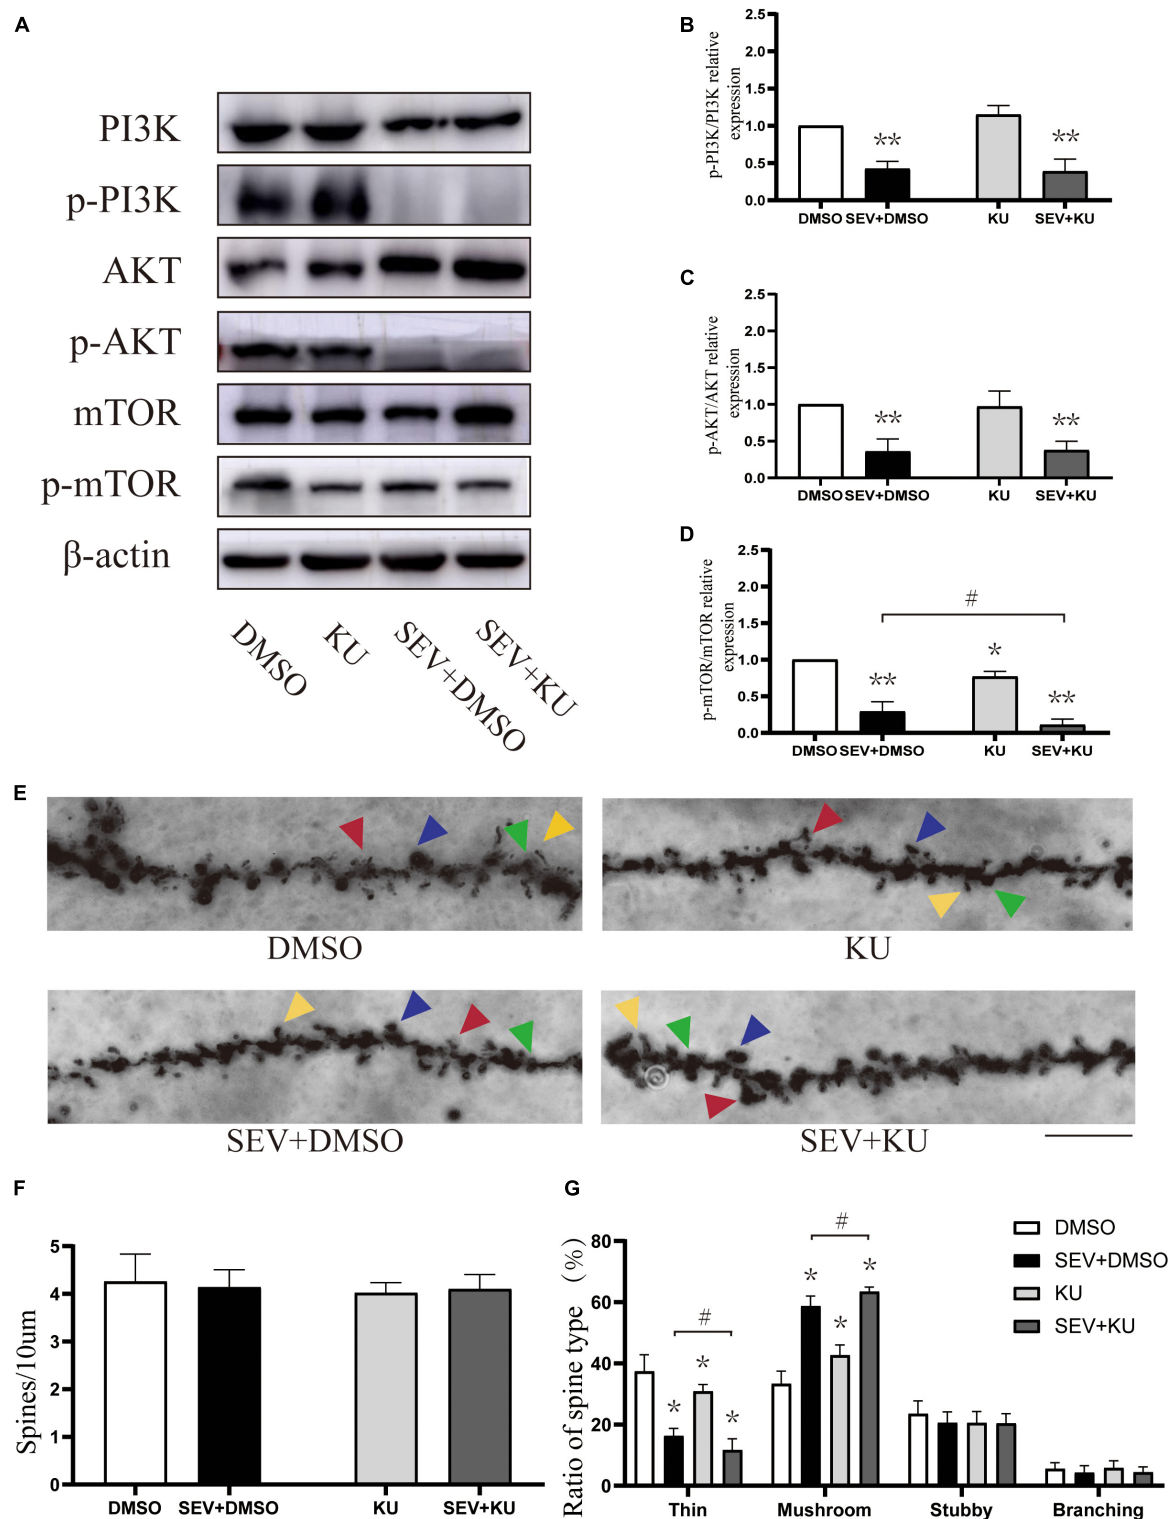 A
PI3K
p-PI3K
AKT
p-AKT
mTOR
p-mTOR
β-actin
DMSO
KU
SEV+DMSO
SEV+KU
B
p-PI3K/PI3K relative
expression
2.5
2.0
1.5
1.0
0.5
0.0
**
**
DMSO SEV+DMSO KU SEV+KU
C
p-AKT/AKT relative
expression
2.5
2.0
1.5
1.0
0.5
0.0
**
**
DMSO SEV+DMSO KU SEV+KU
D
p-mTOR/mTOR relative
expression
2.5
2.0
1.5
1.0
0.5
0.0
#
**
*
**
DMSO SEV+DMSO KU SEV+KU
E
DMSO
KU
SEV+DMSO
SEV+KU
F
Spines/10um
5
4
3
2
1
0
DMSO SEV+DMSO KU SEV+KU
G
Ratio of spine type (%)
80
60
40
20
0
#
*
*
*
#
*
*
*
Thin Mushroom Stubby Branching
DMSO
SEV+DMSO
KU
SEV+KU